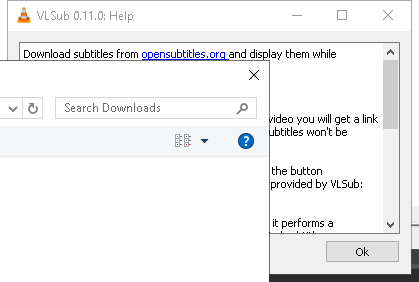 VLSub 0.11.0: Help
Download subtitles from opensubtitles.org and display them while
Search Downloads
video you will get a link
ubtitles won't be
the button
provided by VLSub:
it performs a
Ok